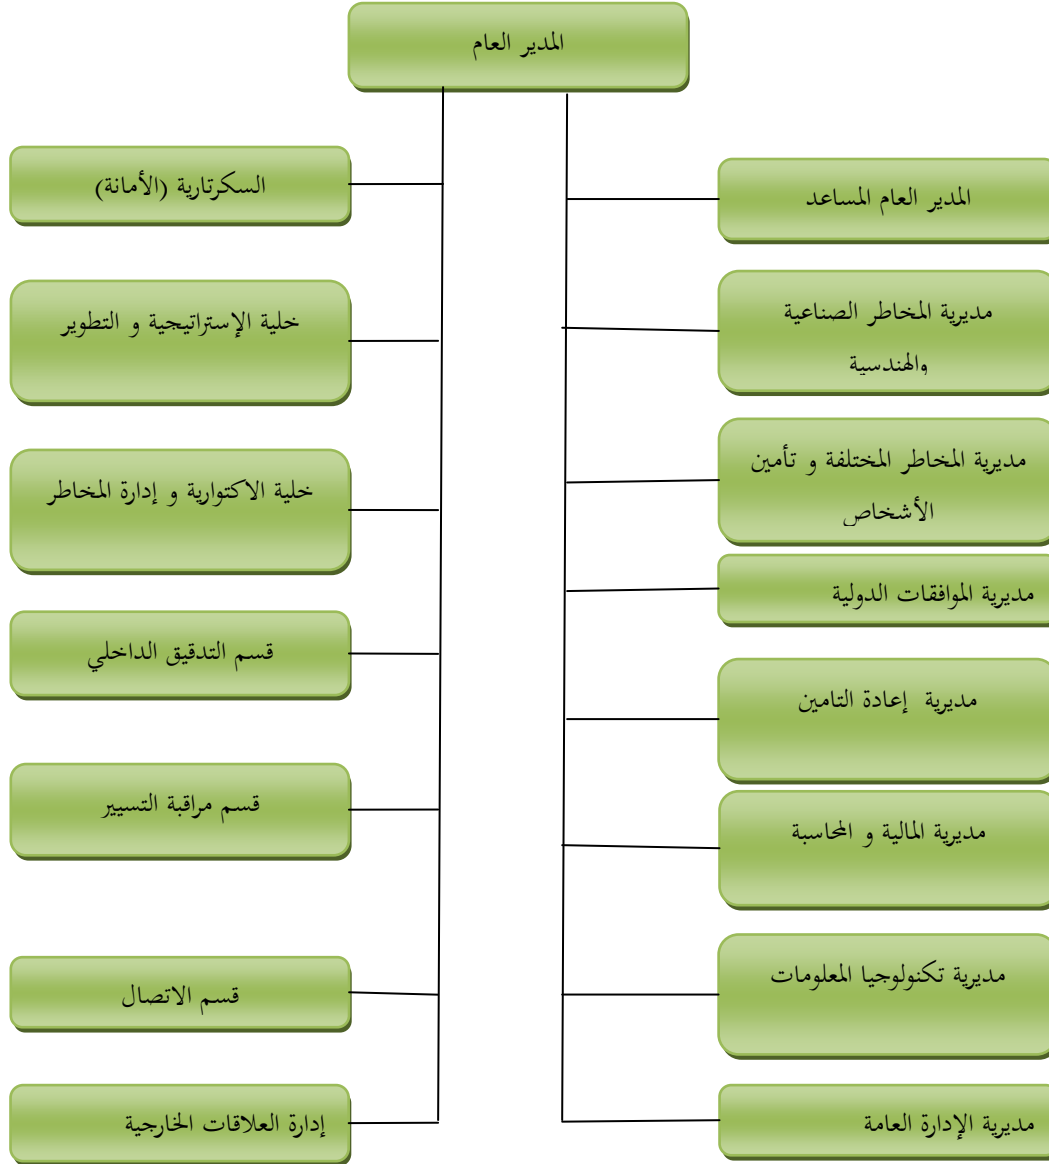 المدير العام
المدير العام المساعد
مديرية المخاطر الصناعية
والهندسية
مديرية المخاطر المختلفة و تأمين
الأشخاص
مديرية الموافقات الدولية
مديرية إعادة التامين
مديرية المالية و المحاسبة
مديرية تكنولوجيا المعلومات
مديرية الإدارة العامة
السكرتارية (الأمانة)
خلية الإستراتيجية و التطوير
خلية الاكتوارية و إدارة المخاطر
قسم التدقيق الداخلي
قسم مراقبة التسيير
قسم الاتصال
إدارة العلاقات الخارجية